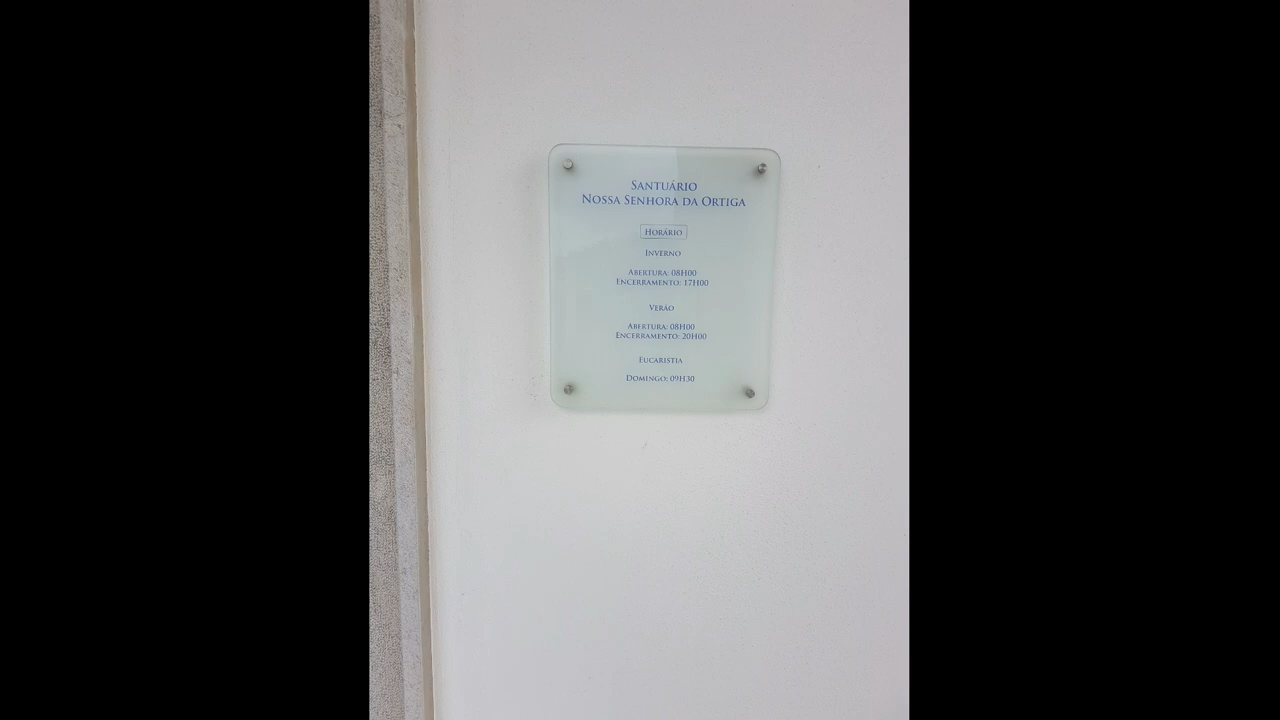 SANTUÁRIO
NOSSA SENHORA DA ORTIGA
HORÁRIO
INVERNO
ABERTURA: 08H00
ENCERRAMENTO: 17H00
VERÃO
ABERTURA: 08H00
ENCERRAMENTO: 20H00
EUCARISTIA
DOMINGO: 09H30